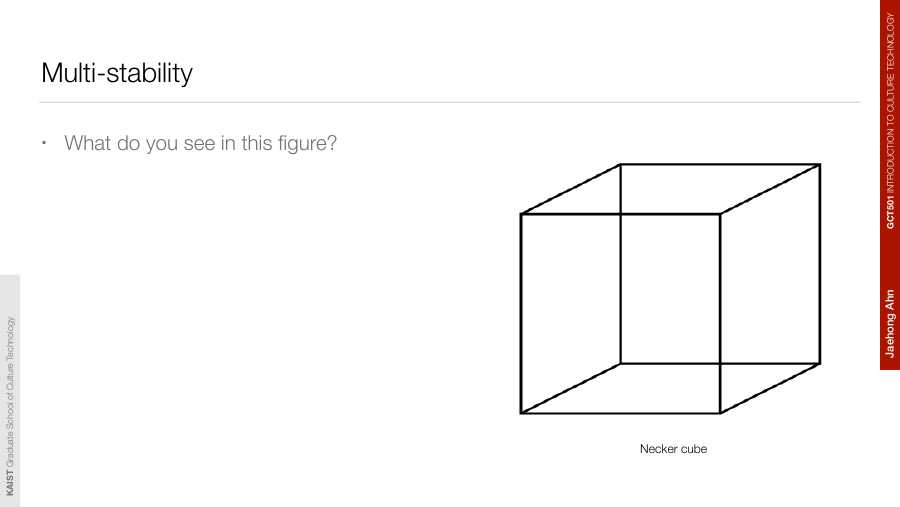 Multi-stability
• What do you see in this figure?
Necker cube
KAIST Graduate School of Culture Technology
GCT501 INTRODUCTION TO CULTURE TECHNOLOGY
Jaehong Ahn